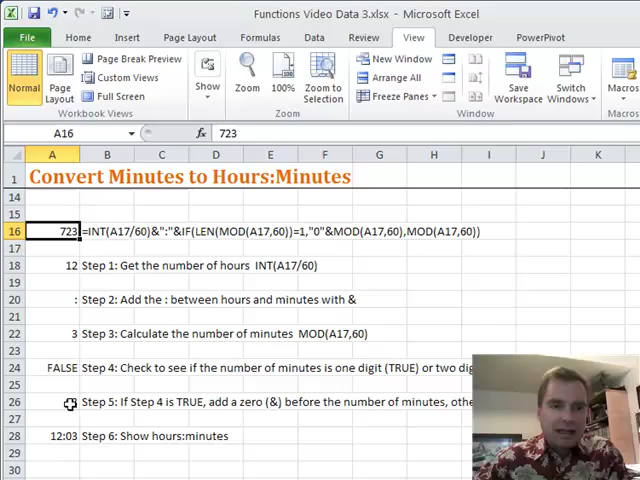 Functions Video Data 3.xlsx - Microsoft Excel
File Home Insert Page Layout Formulas Data Review View Developer PowerPivot
Normal Page Layout Page Break Preview Custom Views Full Screen Show Zoom 100% Zoom to Selection New Window Arrange All Freeze Panes Save Workspace Switch Windows Macros
Workbook Views Zoom Window Macros
A16 fx 723
A B C D E F G H I J K
1 Convert Minutes to Hours:Minutes
14
15
16 723 =INT(A17/60)&":"&IF(LEN(MOD(A17,60))=1,"0"&MOD(A17,60),MOD(A17,60))
17
18 12 Step 1: Get the number of hours INT(A17/60)
19
20 : Step 2: Add the : between hours and minutes with &
21
22 3 Step 3: Calculate the number of minutes MOD(A17,60)
23
24 FALSE Step 4: Check to see if the number of minutes is one digit (TRUE) or two dig
25
26 Step 5: If Step 4 is TRUE, add a zero (&) before the number of minutes, othe
27
28 12:03 Step 6: Show hours:minutes
29
30